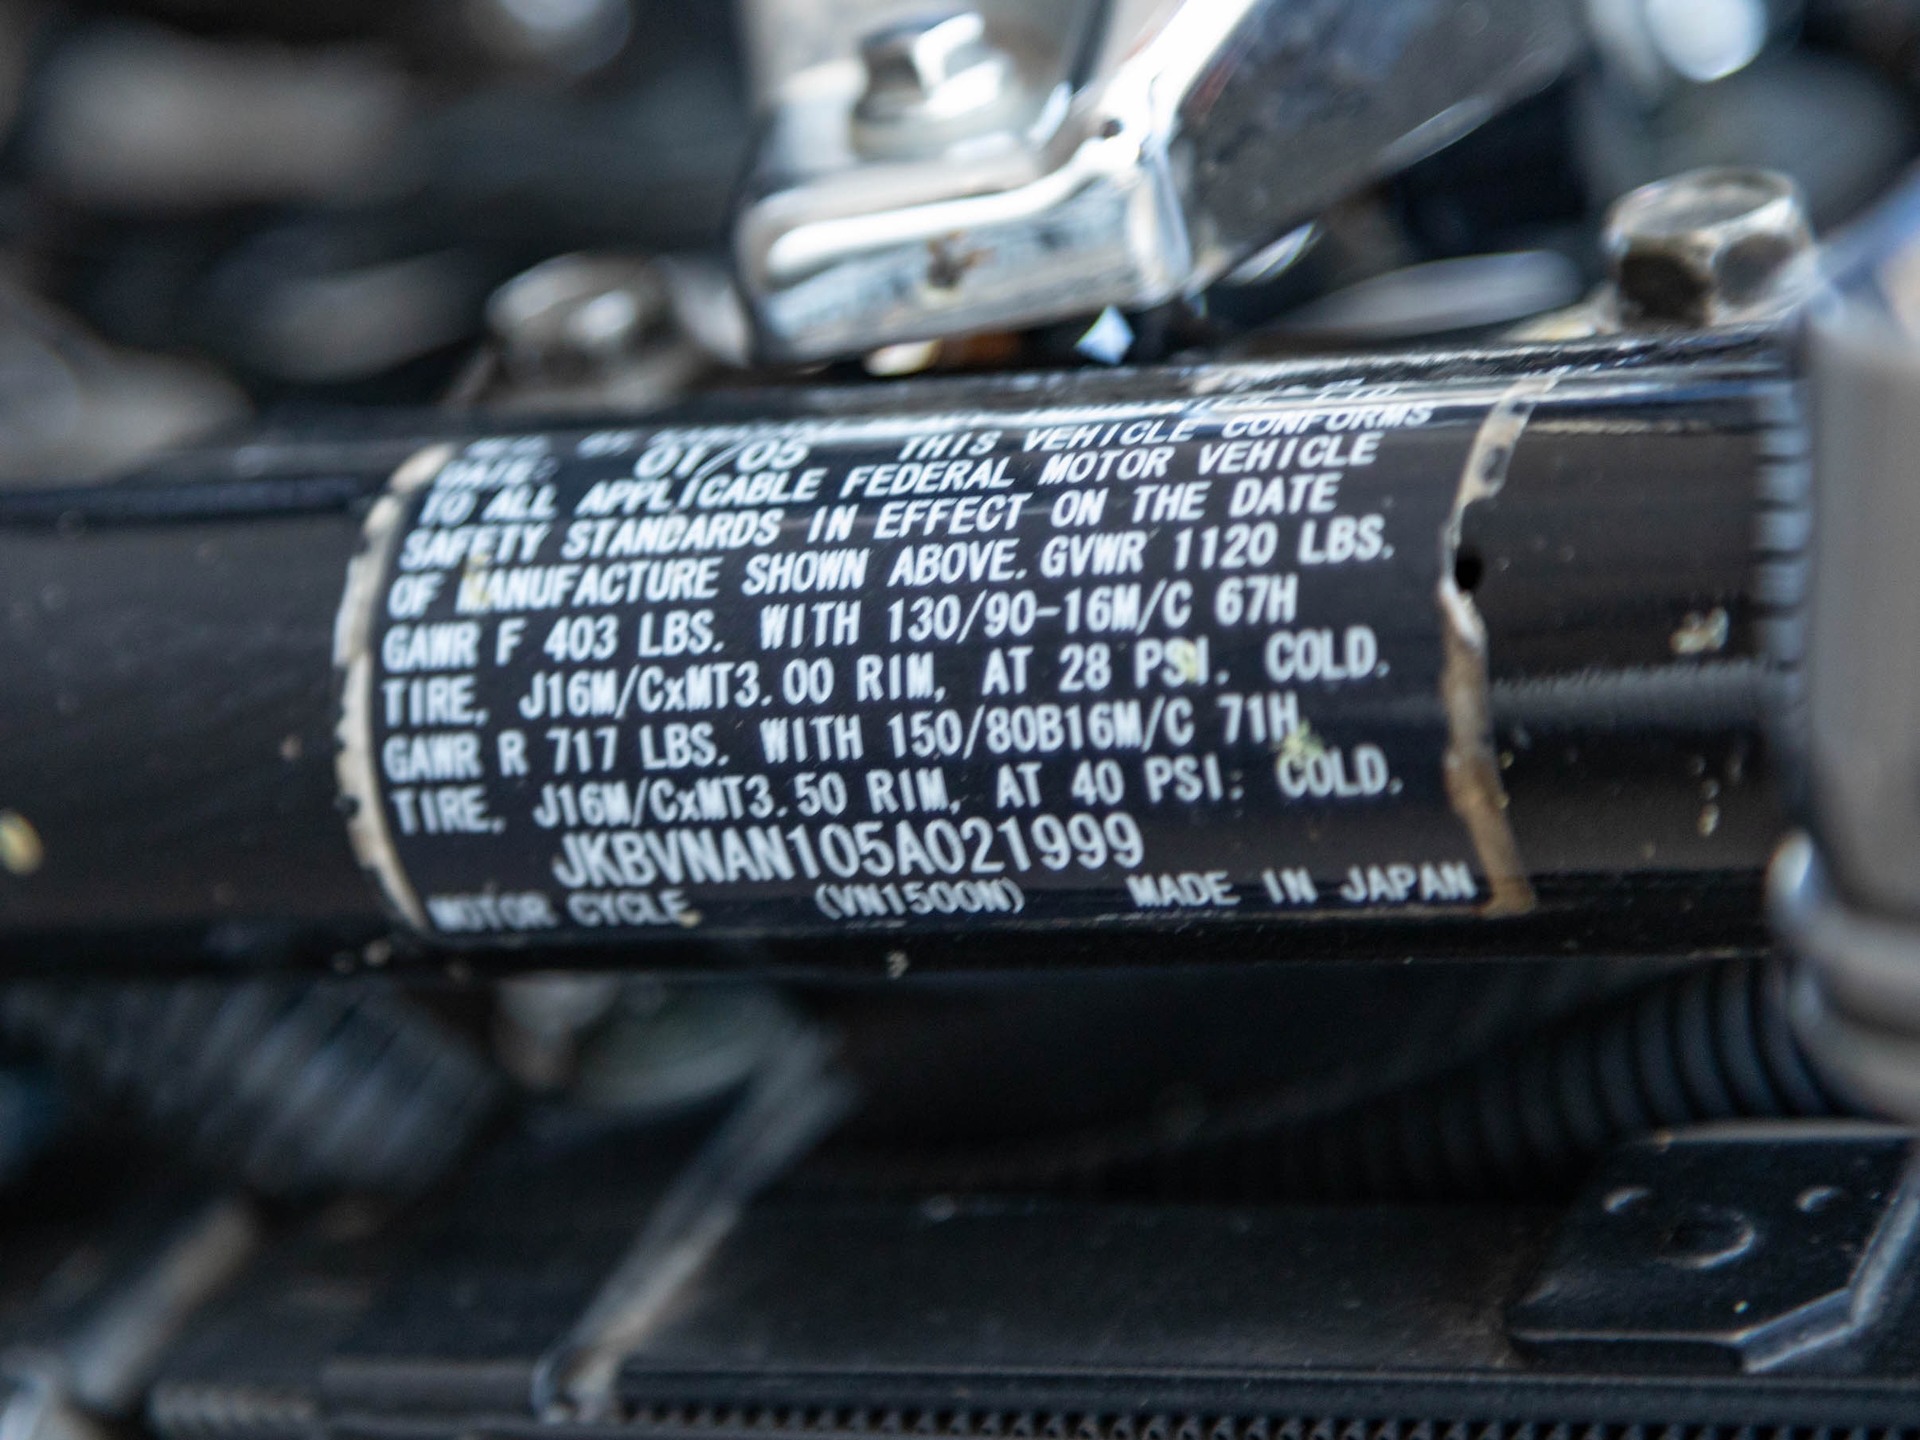 DATE: 01/05 THIS VEHICLE CONFORMS
TO ALL APPLICABLE FEDERAL MOTOR VEHICLE
SAFETY STANDARDS IN EFFECT ON THE DATE
OF MANUFACTURE SHOWN ABOVE. GVWR 1120 LBS.
GAWR F 403 LBS. WITH 130/90-16M/C 67H
TIRE, J16M/CxMT3.00 RIM, AT 28 PSI. COLD.
GAWR R 717 LBS. WITH 150/80B16M/C 71H
TIRE, J16M/CxMT3.50 RIM, AT 40 PSI. COLD.
JKBVNAN105A021999
MOTOR CYCLE (VN1500N) MADE IN JAPAN